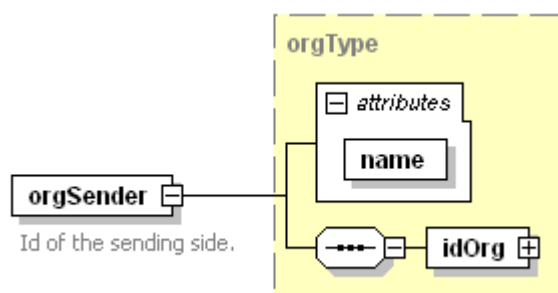 orgType
attributes
name
orgSender
Id of the sending side.
idOrg